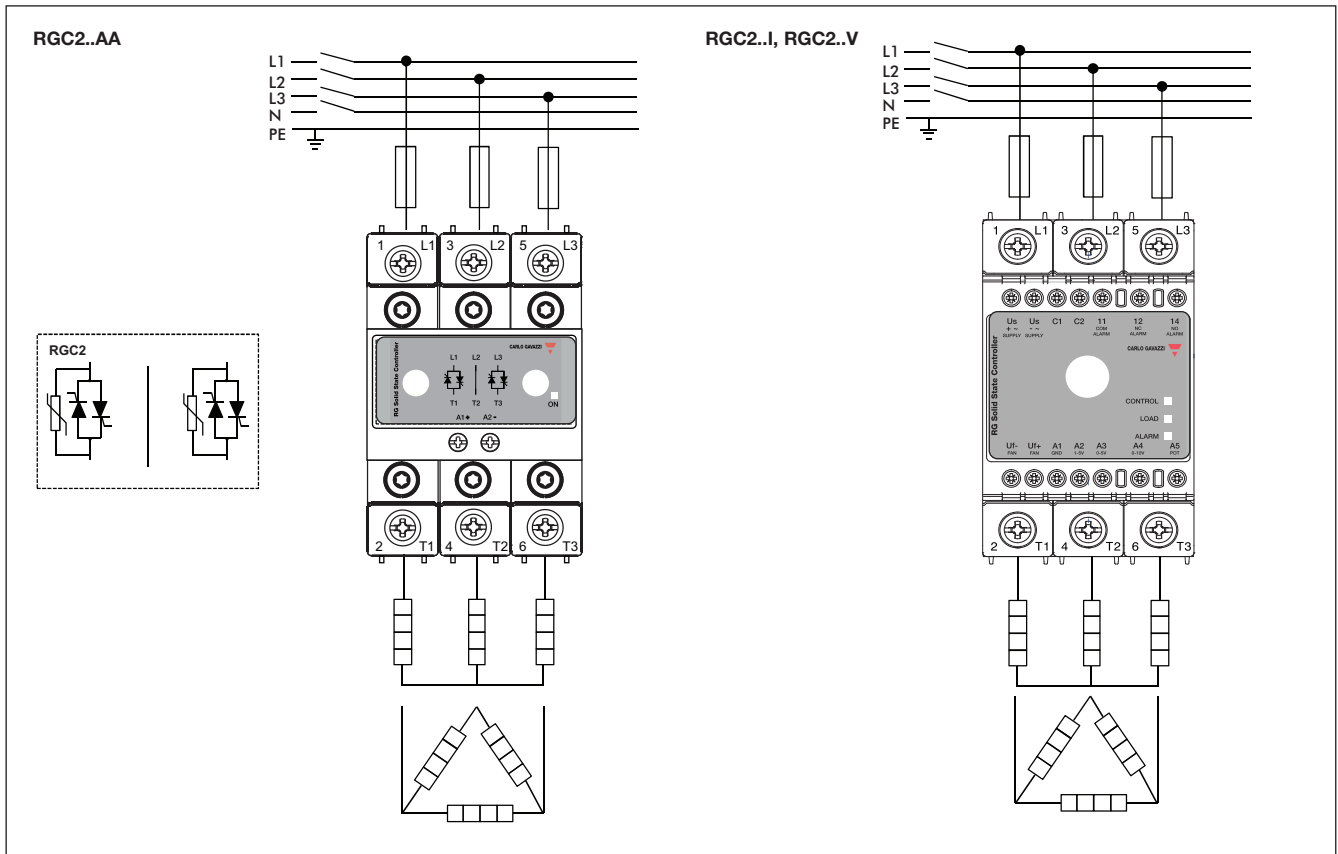 RGC2..AA
L1
L2
L3
N
PE
1 L1 3 L2 5 L3
RG Solid State Controller
CARLO GAVAZZI
L1 L2 L3
T1 T2 T3
ON
A1+ A2-
2 T1 4 T2 6 T3
RGC2
RGC2..I, RGC2..V
L1
L2
L3
N
PE
1 L1 3 L2 5 L3
Us Us C1 C2 11 12 14
+ ~ - ~ COM NC NO
SUPPLY SUPPLY ALARM ALARM ALARM
CARLO GAVAZZI
RG Solid State Controller
CONTROL
LOAD
ALARM
Uf- Uf+ A1 A2 A3 A4 A5
FAN FAN GND 1-5V 0-5V 0-10V POT
2 T1 4 T2 6 T3